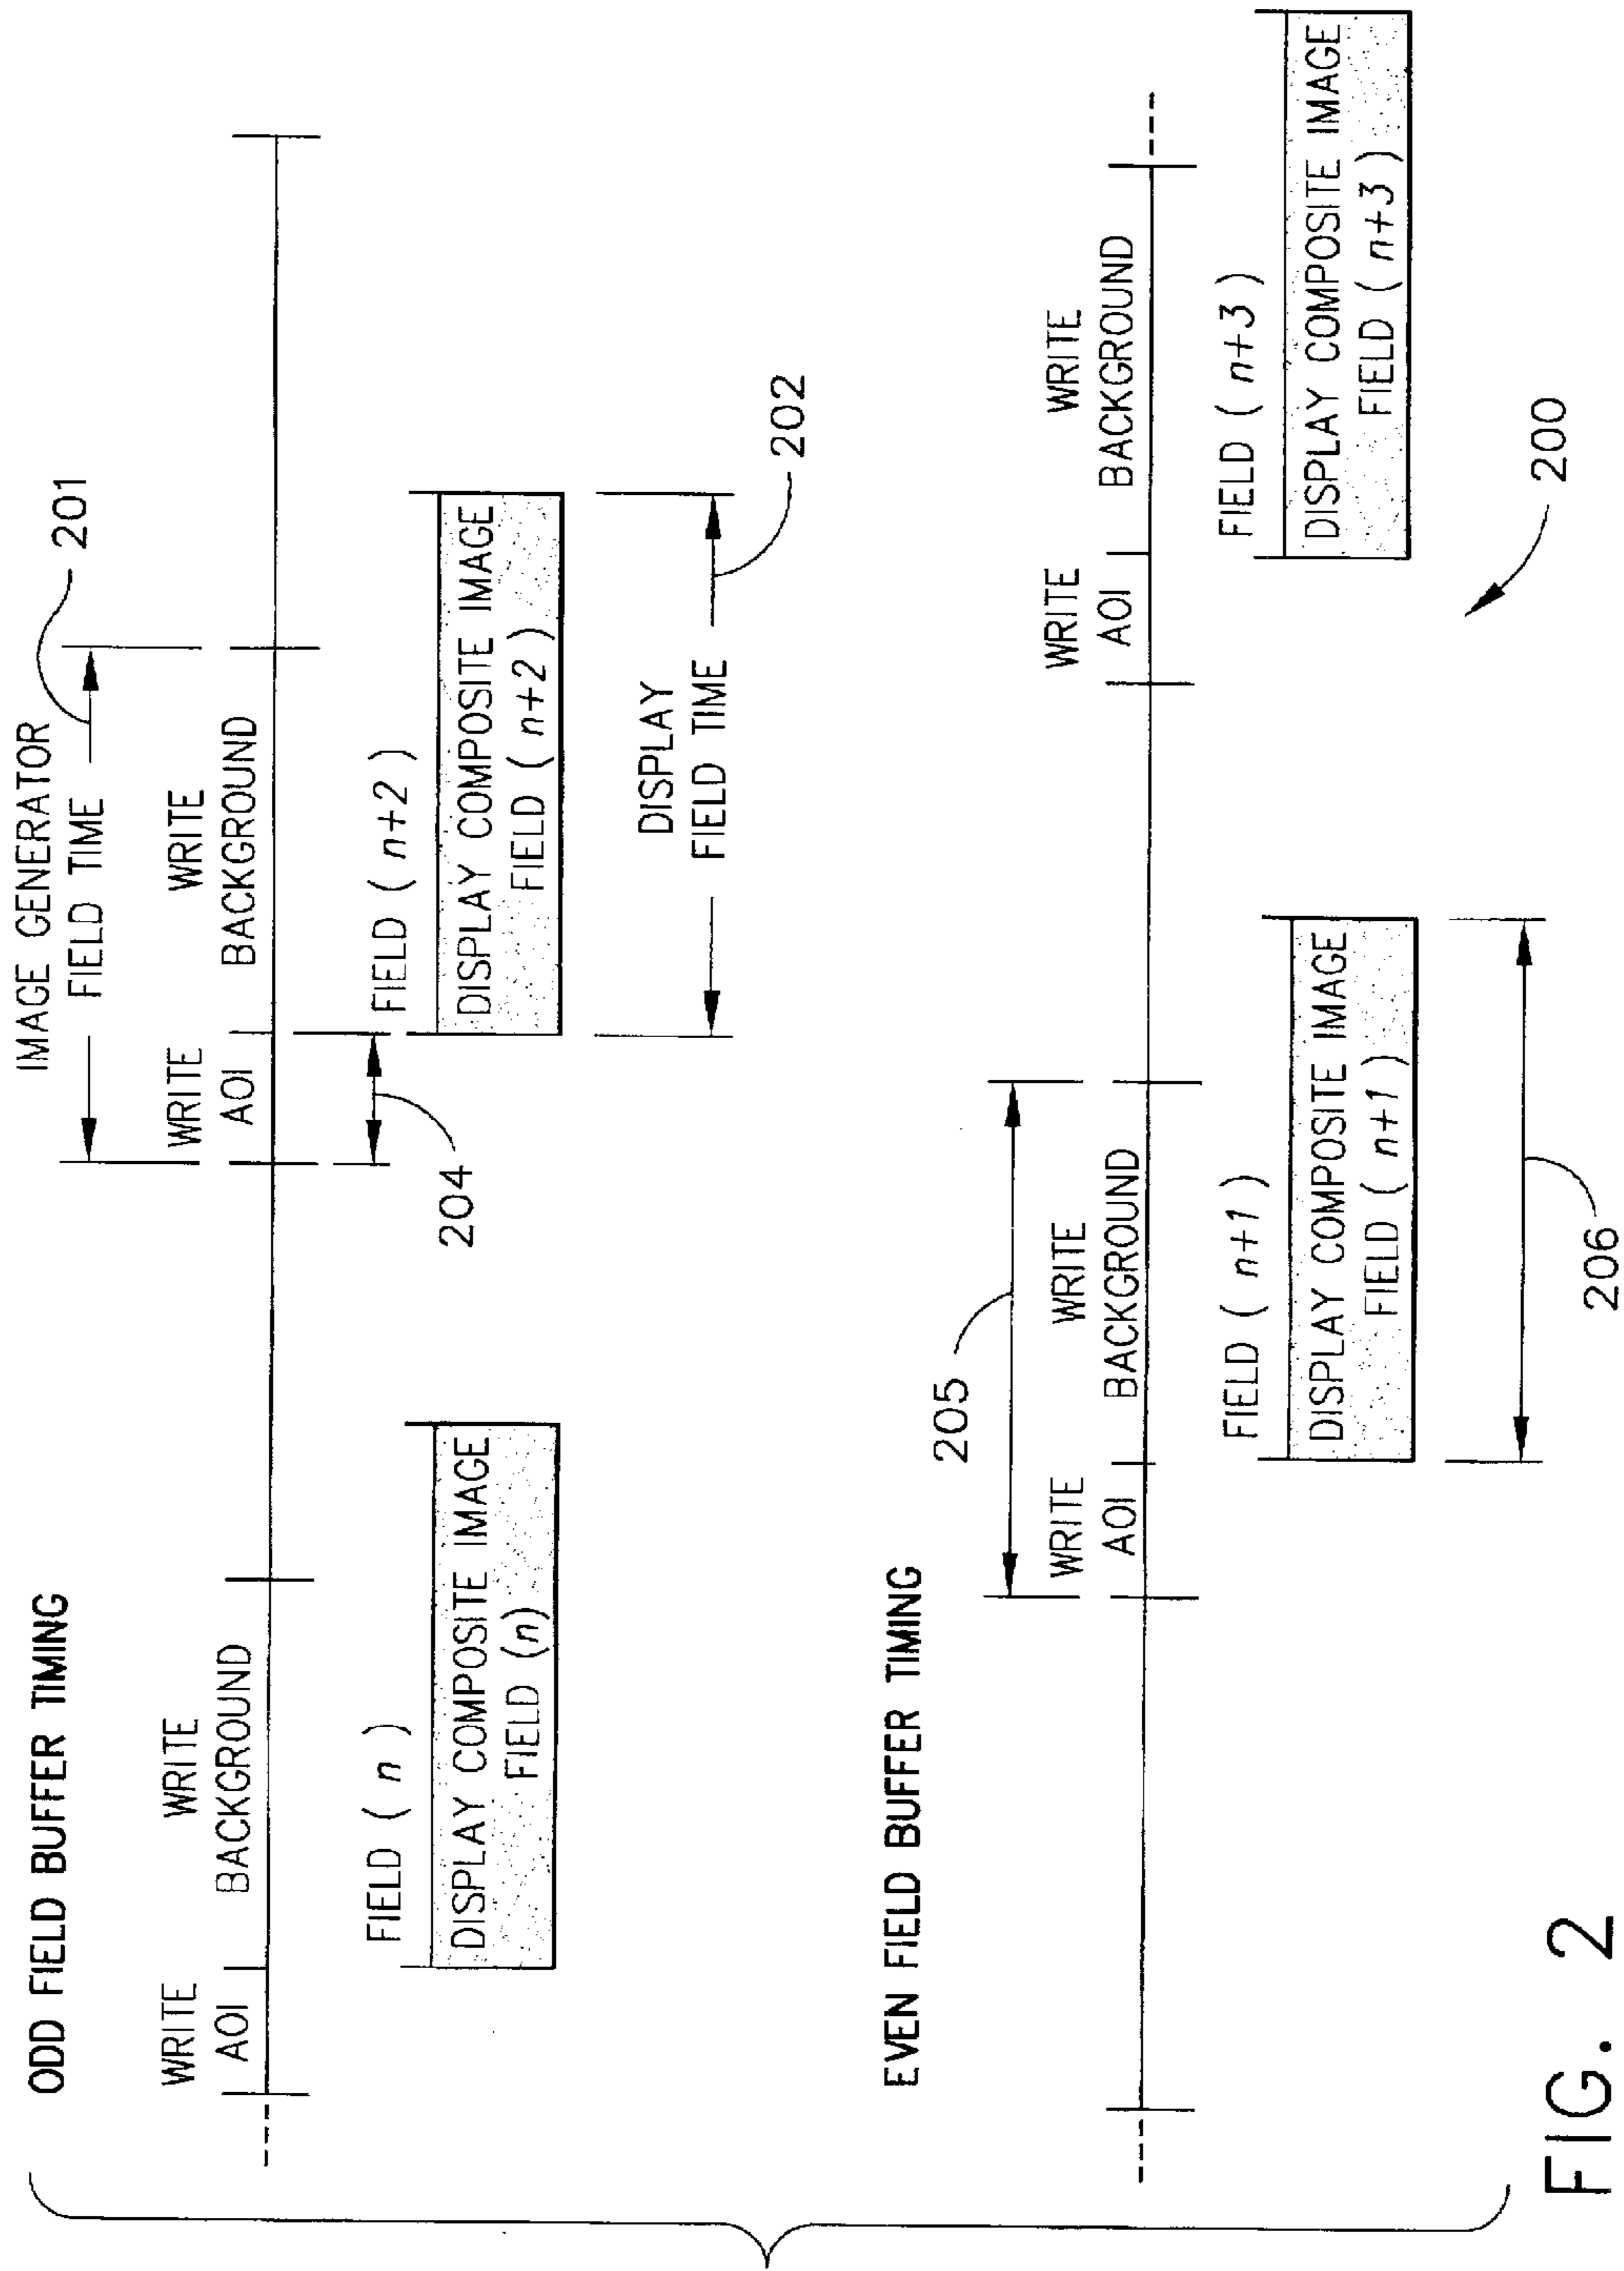 ODD FIELD BUFFER TIMING
IMAGE GENERATOR
FIELD TIME
201
WRITE
AOI
WRITE
BACKGROUND
WRITE
AOI
WRITE
BACKGROUND
204
FIELD ( n )
DISPLAY COMPOSITE IMAGE
FIELD (n)
FIELD ( n+2 )
DISPLAY COMPOSITE IMAGE
FIELD ( n+2 )
DISPLAY
FIELD TIME
202
EVEN FIELD BUFFER TIMING
205
WRITE
AOI
WRITE
BACKGROUND
WRITE
AOI
WRITE
BACKGROUND
FIELD ( n+1 )
DISPLAY COMPOSITE IMAGE
FIELD ( n+1 )
FIELD ( n+3 )
DISPLAY COMPOSITE IMAGE
FIELD ( n+3 )
206
200
FIG. 2